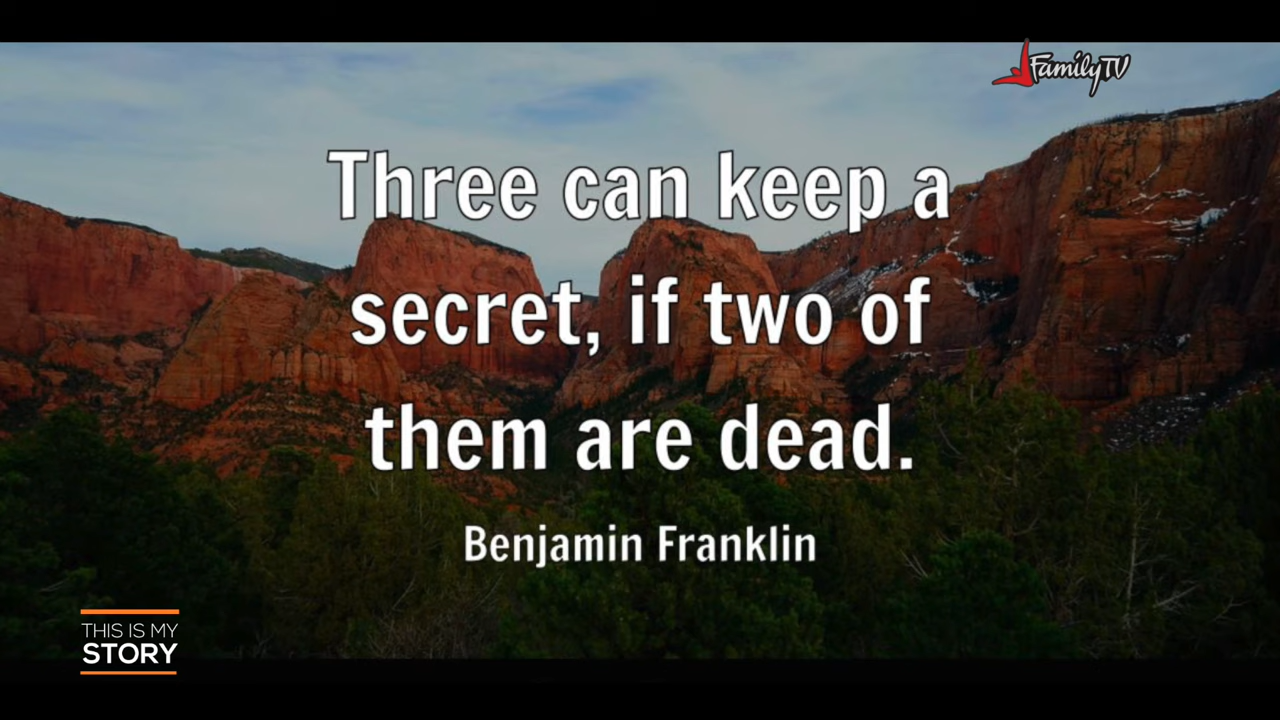 FamilyTV
Three can keep a
secret, if two of
them are dead.
Benjamin Franklin
THIS IS MY
STORY